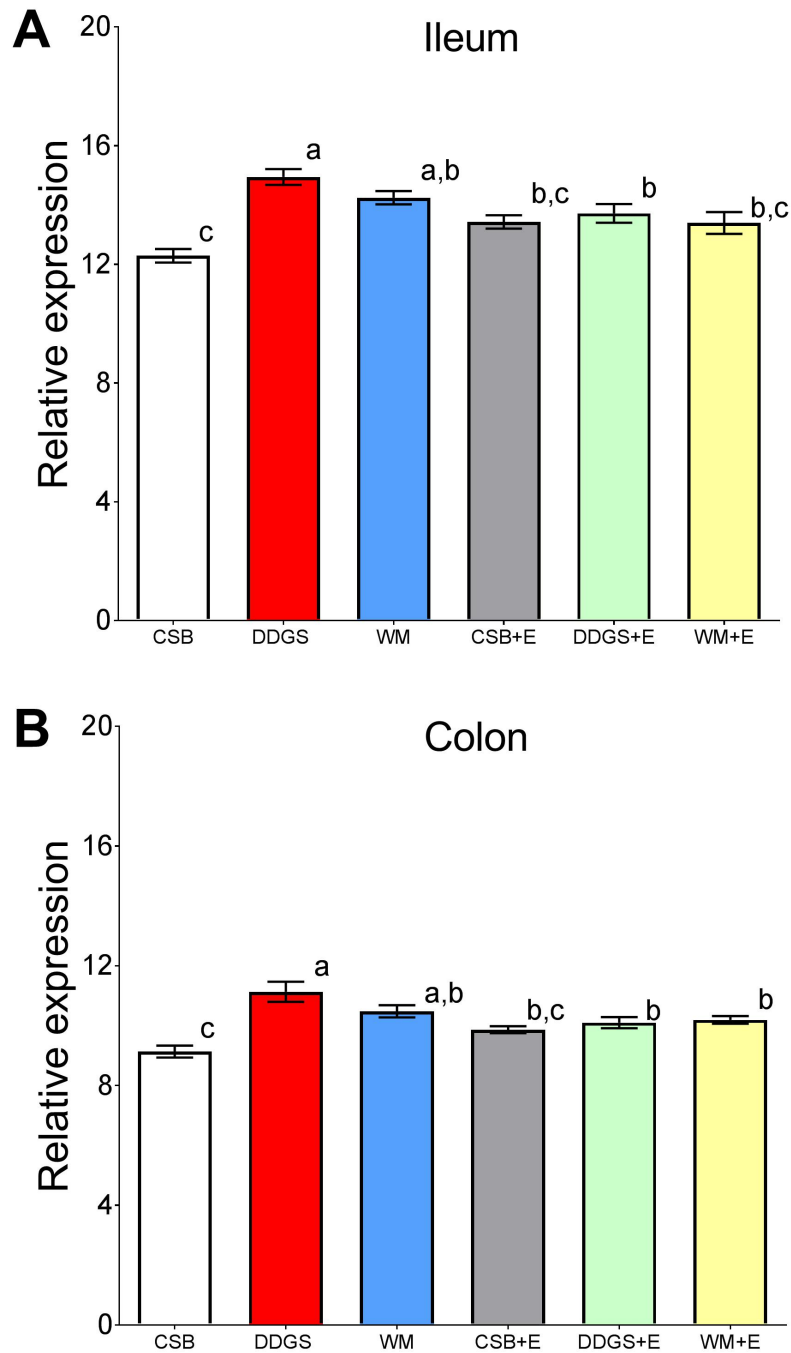 A
Ileum
Relative expression
20
16
12
8
4
0
c
a
a,b
b,c
b
b,c
CSB
DDGS
WM
CSB+E
DDGS+E
WM+E
B
Colon
Relative expression
20
16
12
8
4
0
c
a
a,b
b,c
b
b
CSB
DDGS
WM
CSB+E
DDGS+E
WM+E